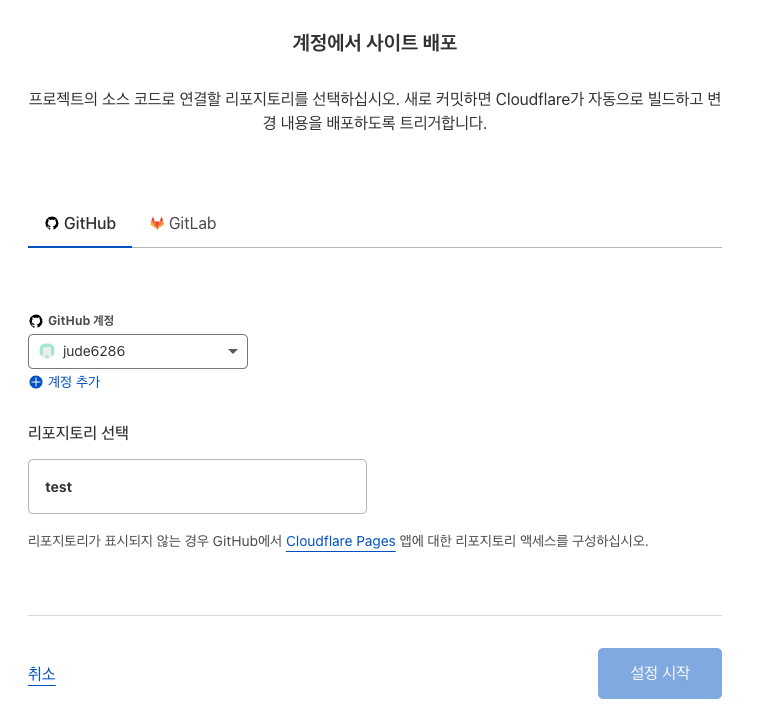 계정에서 사이트 배포
프로젝트의 소스 코드로 연결할 리포지토리를 선택하십시오. 새로 커밋하면 Cloudflare가 자동으로 빌드하고 변
경 내용을 배포하도록 트리거합니다.
GitHub GitLab
GitHub 계정
jude6286
계정 추가
리포지토리 선택
test
리포지토리가 표시되지 않는 경우 GitHub에서 Cloudflare Pages 앱에 대한 리포지토리 액세스를 구성하십시오.
취소 설정 시작